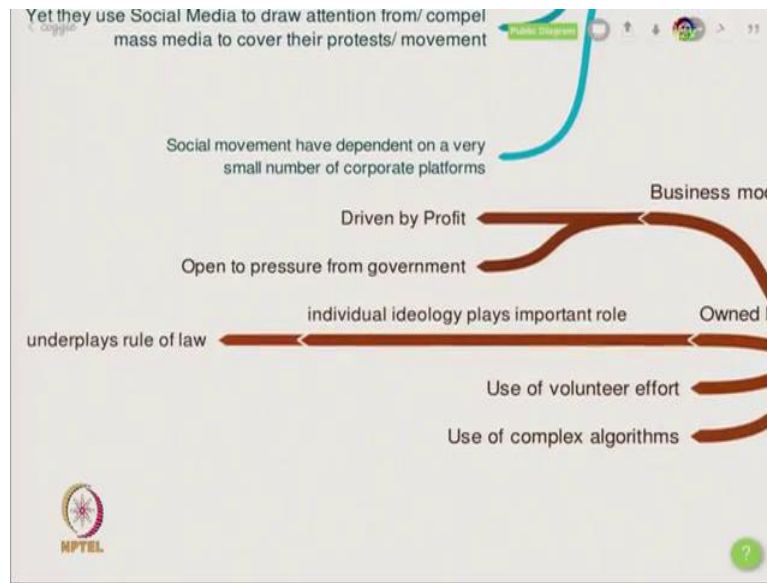 Yet they use Social Media to draw attention from/ compel
mass media to cover their protests/ movement
coggle
Public Diagram
Social movement have dependent on a very
small number of corporate platforms
Business mod
Driven by Profit
Open to pressure from government
individual ideology plays important role
Owned
underplays rule of law
Use of volunteer effort
Use of complex algorithms
NPTEL
?